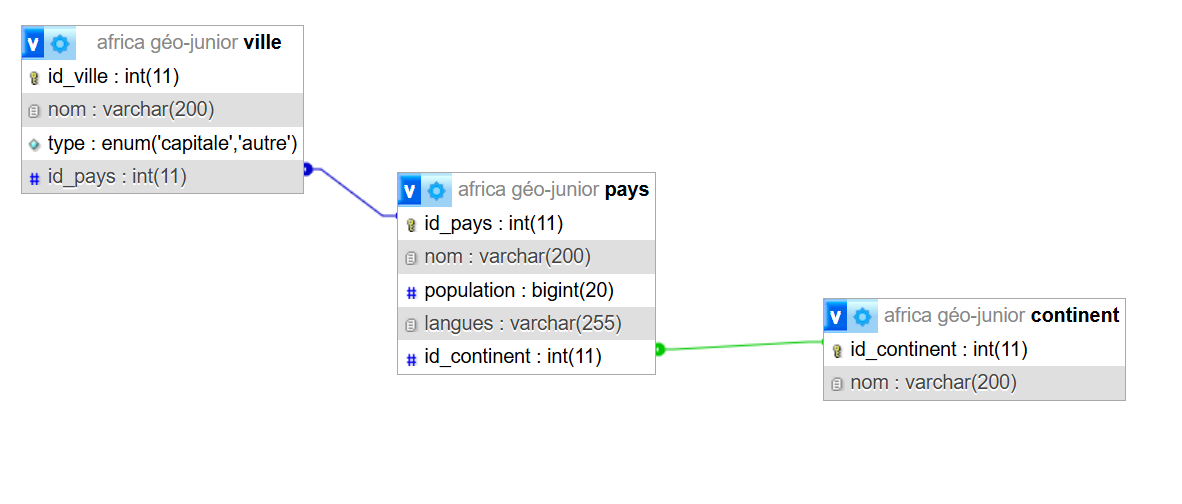 v africa géo-junior ville
id_ville : int(11)
nom : varchar(200)
type : enum('capitale','autre')
# id_pays : int(11)
v africa géo-junior pays
id_pays : int(11)
nom : varchar(200)
# population : bigint(20)
langues : varchar(255)
# id_continent : int(11)
v africa géo-junior continent
id_continent : int(11)
nom : varchar(200)